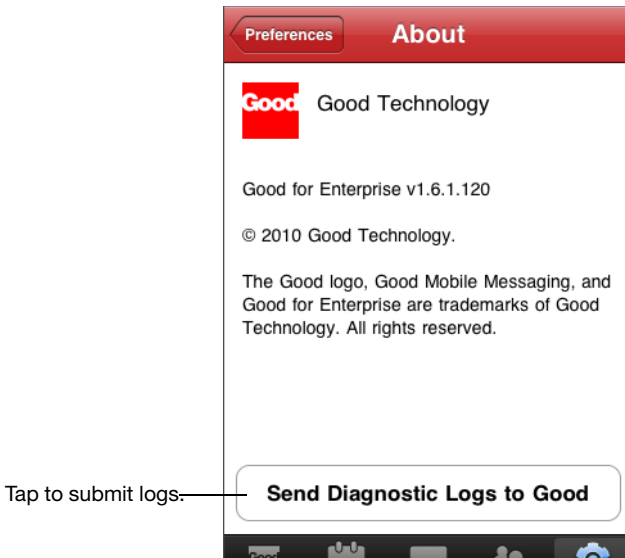 Preferences
About
Good
Good Technology
Good for Enterprise v1.6.1.120
© 2010 Good Technology.
The Good logo, Good Mobile Messaging, and
Good for Enterprise are trademarks of Good
Technology. All rights reserved.
Tap to submit logs.
Send Diagnostic Logs to Good
Good